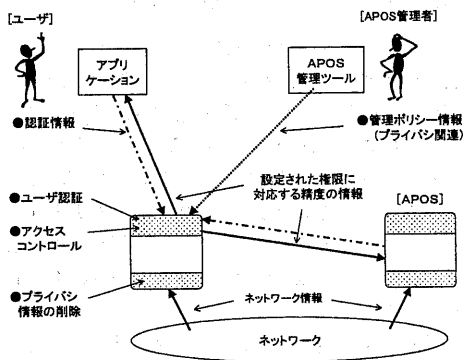 [ユーザ]
[APOS管理者]
アプリ
ケーション
APOS
管理ツール
●認証情報
●管理ポリシー情報
(プライバシ関連)
設定された権限に
対応する精度の情報
●ユーザ認証
[APOS]
●アクセス
コントロール
●プライバシ
情報の削除
ネットワーク情報
ネットワーク